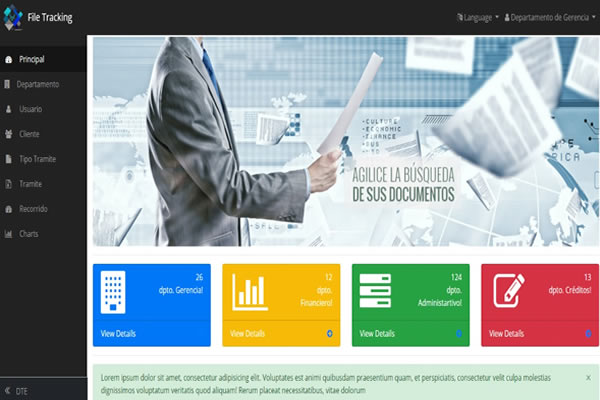 File Tracking
Language
Departamento de Gerencia
Principal
Departamento
Usuario
Cliente
Tipo Tramite
Tramite
Recorrido
Charts
DTE
CULTURE
ECONOMIC
FINANCE
AGILICE LA BÚSQUEDA
DE SUS DOCUMENTOS
26
dpto. Gerencia!
View Details
12
dpto.
Financiero!
View Details
124
dpto.
Administartivo!
View Details
13
dpto. Créditos!
View Details
Lorem ipsum dolor sit amet, consectetur adipisicing elit. Voluptates est animi quibusdam praesentium quam, et perspiciatis, consectetur velit culpa molestias
dignissimos voluptatum veritatis quod aliquam! Rerum placeat necessitatibus, vitae dolorum
x